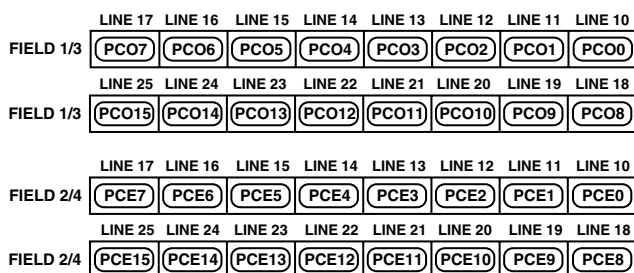 LINE 17 LINE 16 LINE 15 LINE 14 LINE 13 LINE 12 LINE 11 LINE 10
FIELD 1/3 PCO7 PCO6 PCO5 PCO4 PCO3 PCO2 PCO1 PCO0
LINE 25 LINE 24 LINE 23 LINE 22 LINE 21 LINE 20 LINE 19 LINE 18
FIELD 1/3 PCO15 PCO14 PCO13 PCO12 PCO11 PCO10 PCO9 PCO8
LINE 17 LINE 16 LINE 15 LINE 14 LINE 13 LINE 12 LINE 11 LINE 10
FIELD 2/4 PCE7 PCE6 PCE5 PCE4 PCE3 PCE2 PCE1 PCE0
LINE 25 LINE 24 LINE 23 LINE 22 LINE 21 LINE 20 LINE 19 LINE 18
FIELD 2/4 PCE15 PCE14 PCE13 PCE12 PCE11 PCE10 PCE9 PCE8